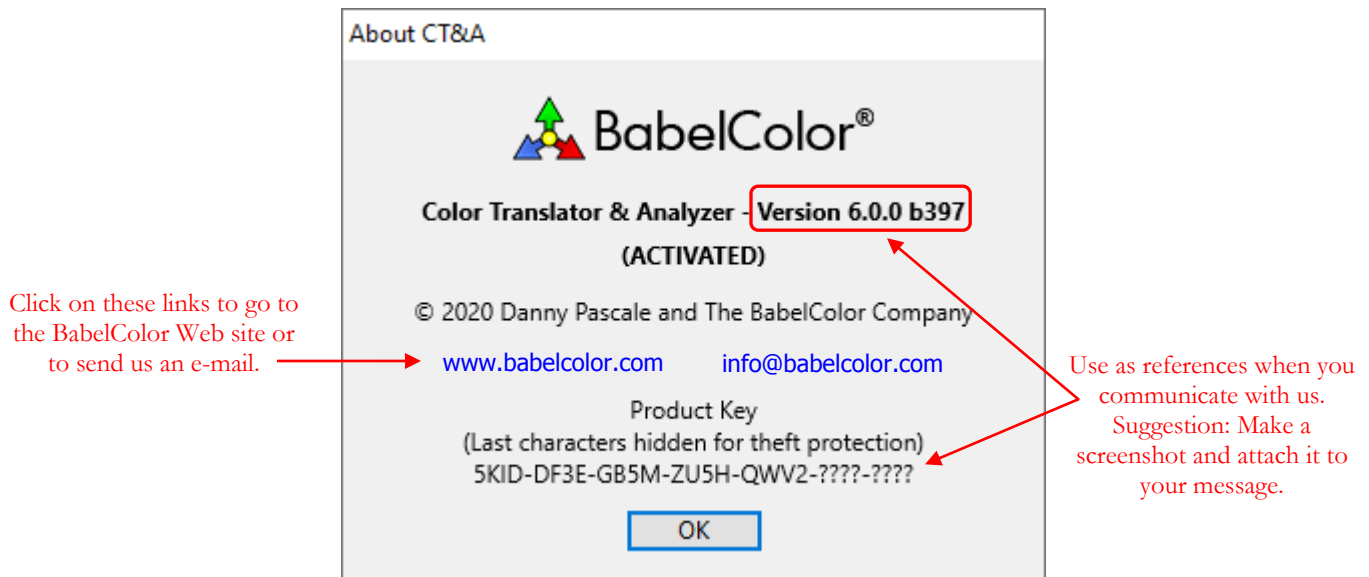 About CT&A
BabelColor®
Color Translator & Analyzer - Version 6.0.0 b397
(ACTIVATED)
© 2020 Danny Pascale and The BabelColor Company
Click on these links to go to
the BabelColor Web site or
to send us an e-mail.
www.babelcolor.com info@babelcolor.com
Use as references when you
communicate with us.
Suggestion: Make a
screenshot and attach it to
your message.
Product Key
(Last characters hidden for theft protection)
5KID-DF3E-GB5M-ZU5H-QWV2-????-????
OK